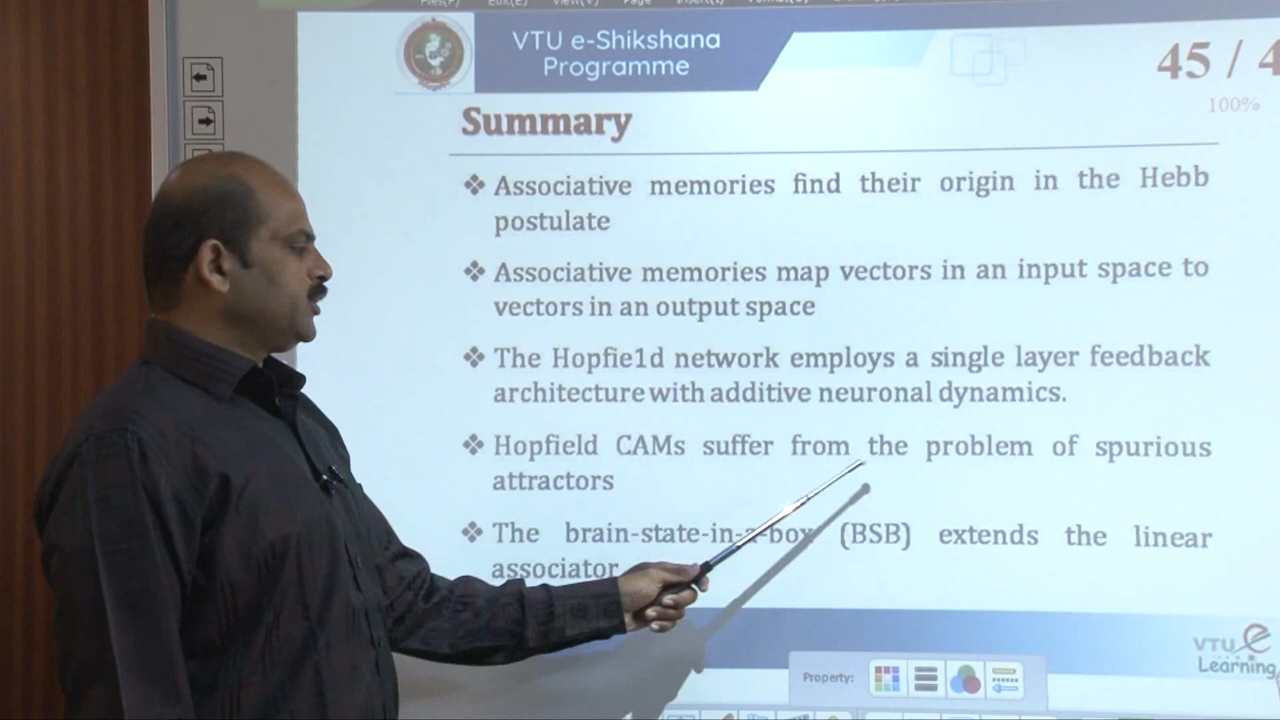 VTU e-Shikshana
Programme
45 / 4
100%
Summary
❖ Associative memories find their origin in the Hebb
postulate
❖ Associative memories map vectors in an input space to
vectors in an output space
❖ The Hopfie1d network employs a single layer feedback
architecture with additive neuronal dynamics.
❖ Hopfield CAMs suffer from the problem of spurious
attractors
❖ The brain-state-in-a-box (BSB) extends the linear
associator
VTU e
Learning
Property: